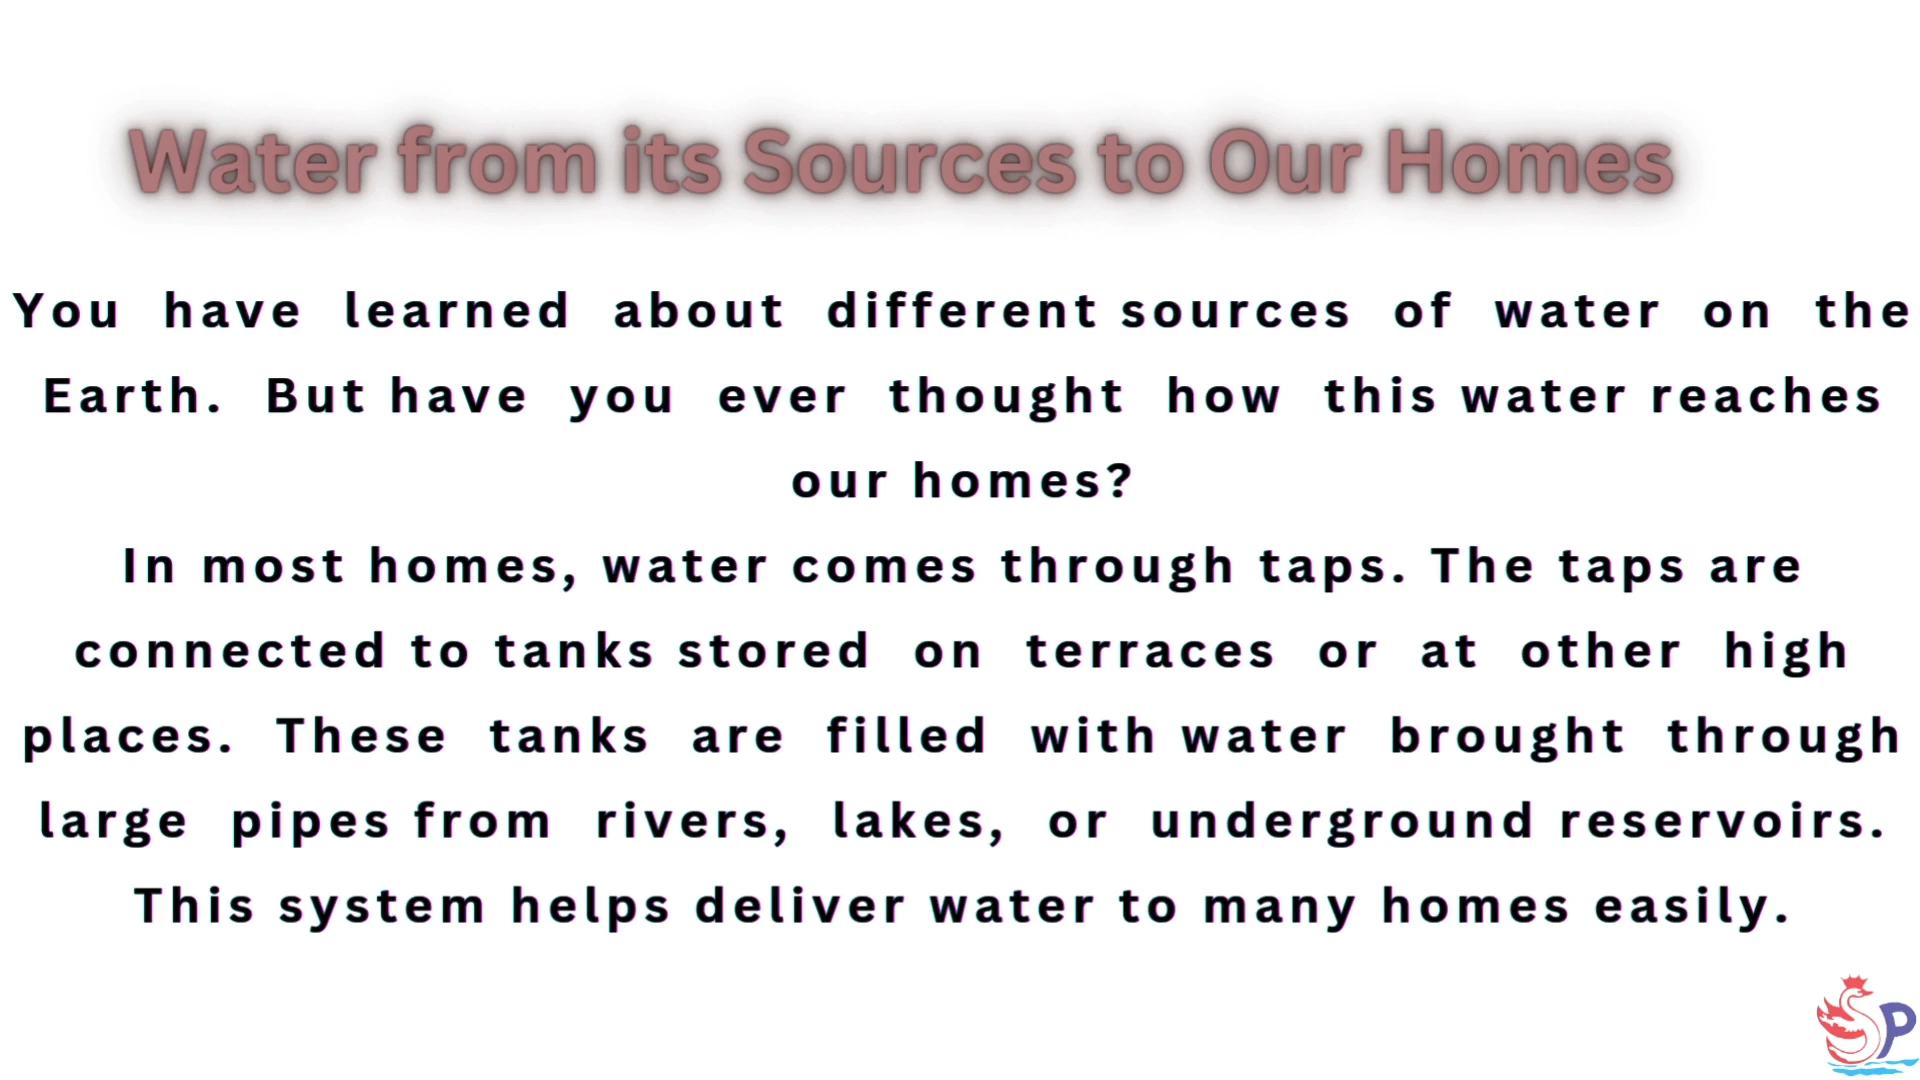 Water from its Sources to Our Homes
You have learned about different sources of water on the
Earth. But have you ever thought how this water reaches
our homes?
In most homes, water comes through taps. The taps are
connected to tanks stored on terraces or at other high
places. These tanks are filled with water brought through
large pipes from rivers, lakes, or underground reservoirs.
This system helps deliver water to many homes easily.
SP